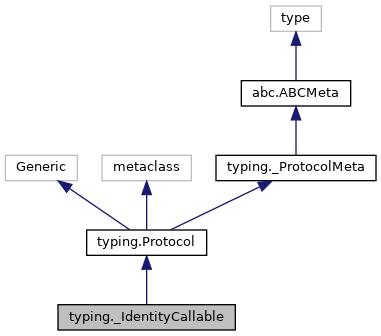 type
abc.ABCMeta
Generic
metaclass
typing._ProtocolMeta
typing.Protocol
typing._IdentityCallable